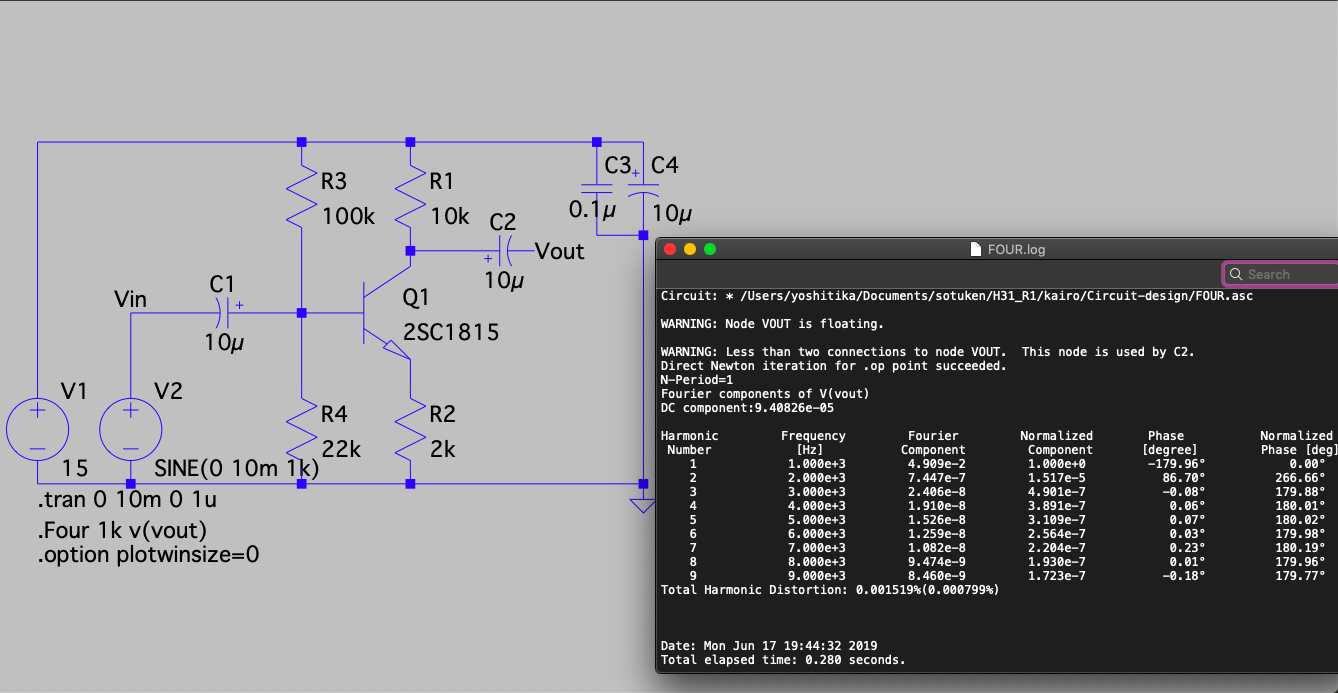 R3
100k
R1
10k
C2
10µ
Vout
C3
0.1µ
+
C4
10µ
+
Vin
C1
+
10µ
Q1
2SC1815
V1
15
V2
SINE(0 10m 1k)
R4
22k
R2
2k
.tran 0 10m 0 1u
.Four 1k v(vout)
.option plotwinsize=0
FOUR.log
Search
Circuit: * /Users/yoshitika/Documents/sotuken/H31_R1/kairo/Circuit-design/FOUR.asc
WARNING: Node VOUT is floating.
WARNING: Less than two connections to node VOUT.  This node is used by C2.
Direct Newton iteration for .op point succeeded.
N-Period=1
Fourier components of V(vout)
DC component:9.40826e-05
Harmonic Frequency Fourier Normalized Phase Normalized
Number [Hz] Component Component [degree] Phase [deg]
1 1.000e+3 4.909e-2 1.000e+0 -179.96° 0.00°
2 2.000e+3 7.447e-7 1.517e-5 86.70° 266.66°
3 3.000e+3 2.406e-8 4.901e-7 -0.08° 179.88°
4 4.000e+3 1.910e-8 3.891e-7 0.06° 180.01°
5 5.000e+3 1.526e-8 3.109e-7 0.07° 180.02°
6 6.000e+3 1.259e-8 2.564e-7 0.03° 179.98°
7 7.000e+3 1.082e-8 2.204e-7 0.23° 180.19°
8 8.000e+3 9.474e-9 1.930e-7 0.01° 179.96°
9 9.000e+3 8.460e-9 1.723e-7 -0.18° 179.77°
Total Harmonic Distortion: 0.001519%(0.000799%)
Date: Mon Jun 17 19:44:32 2019
Total elapsed time: 0.280 seconds.